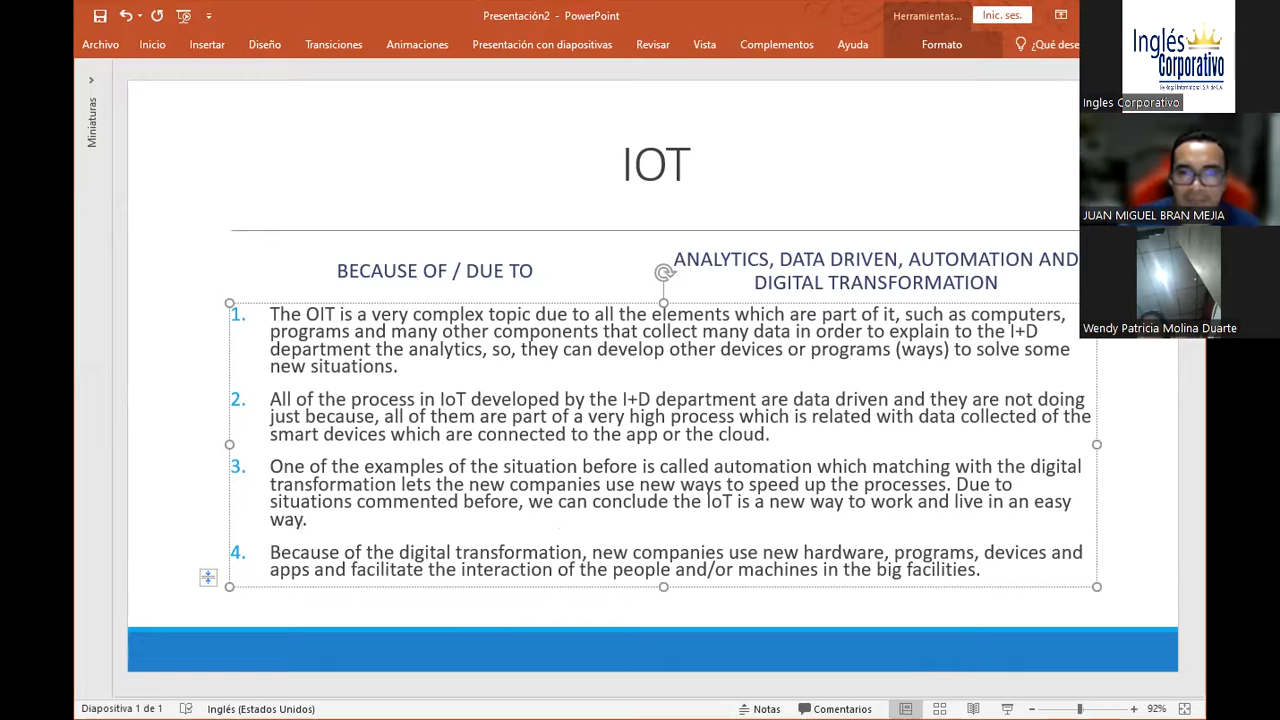 Presentación2 - PowerPoint
Herramientas...
Inic. ses.
Archivo
Inicio
Insertar
Diseño
Transiciones
Animaciones
Presentación con diapositivas
Revisar
Vista
Complementos
Ayuda
Formato
¿Qué dese
Miniaturas
IOT
BECAUSE OF / DUE TO
ANALYTICS, DATA DRIVEN, AUTOMATION AND
DIGITAL TRANSFORMATION
1. The OIT is a very complex topic due to all the elements which are part of it, such as computers,
programs and many other components that collect many data in order to explain to the I+D
department the analytics, so, they can develop other devices or programs (ways) to solve some
new situations.
2. All of the process in IoT developed by the I+D department are data driven and they are not doing
just because, all of them are part of a very high process which is related with data collected of the
smart devices which are connected to the app or the cloud.
3. One of the examples of the situation before is called automation which matching with the digital
transformation lets the new companies use new ways to speed up the processes. Due to
situations commented before, we can conclude the IoT is a new way to work and live in an easy
way.
4. Because of the digital transformation, new companies use new hardware, programs, devices and
apps and facilitate the interaction of the people and/or machines in the big facilities.
Inglés
Corporativo
Ingles Corporativo
JUAN MIGUEL BRAN MEJIA
Wendy Patricia Molina Duarte
Diapositiva 1 de 1
Inglés (Estados Unidos)
Notas
Comentarios
92%